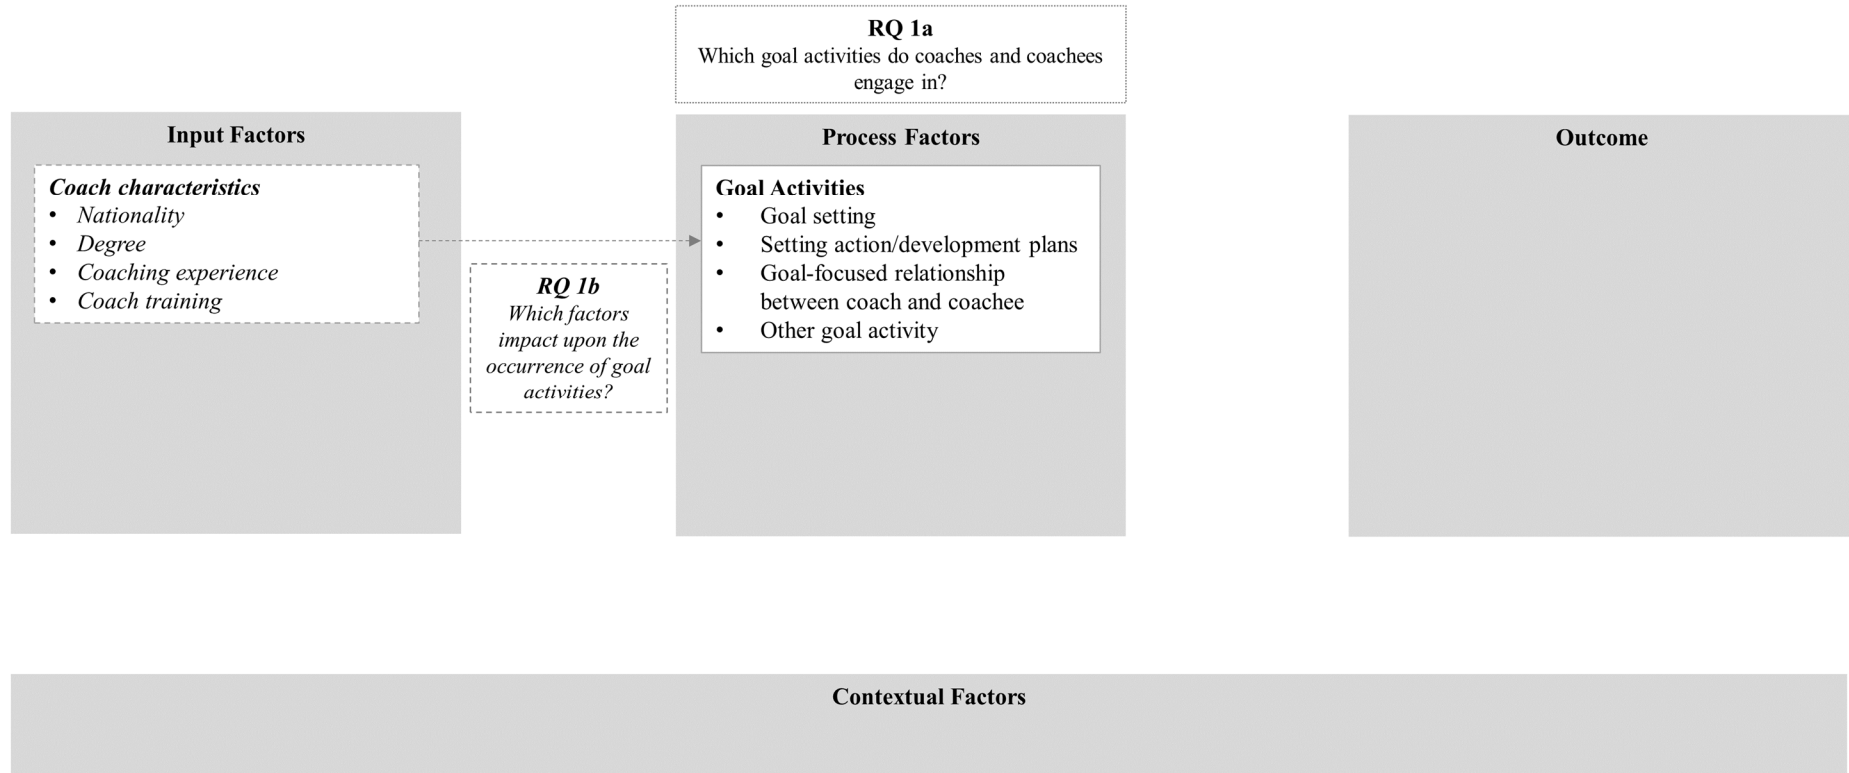 RQ 1a
Which goal activities do coaches and coachees
engage in?
Input Factors
Coach characteristics
• Nationality
• Degree
• Coaching experience
• Coach training
RQ 1b
Which factors
impact upon the
occurrence of goal
activities?
Process Factors
Goal Activities
• Goal setting
• Setting action/development plans
• Goal-focused relationship
between coach and coachee
• Other goal activity
Outcome
Contextual Factors